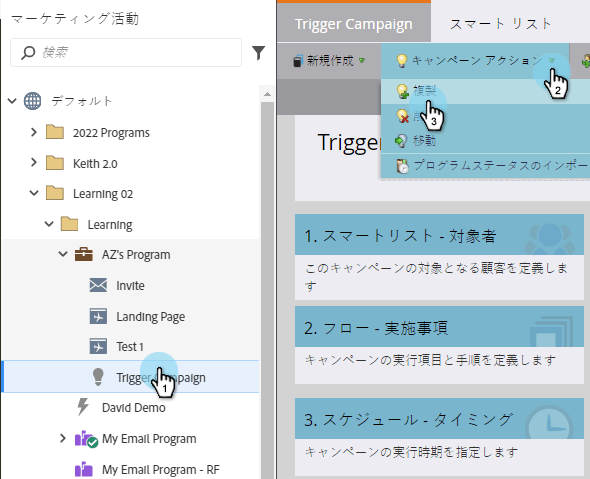 マーケティング活動
検索
デフォルト
2022 Programs
Keith 2.0
Learning 02
Learning
AZ's Program
Invite
Landing Page
Test 1
Trigger Campaign
1
David Demo
My Email Program
My Email Program - RF
Trigger Campaign
スマート リスト
新規作成
キャンペーン アクション
2
複製
3
移動
プログラムステータスのインポー
Trigger
1. スマートリスト - 対象者
このキャンペーンの対象となる顧客を定義しま
す
2. フロー - 実施事項
キャンペーンの実行項目と手順を定義します
3. スケジュール - タイミング
キャンペーンの実行時期を指定します